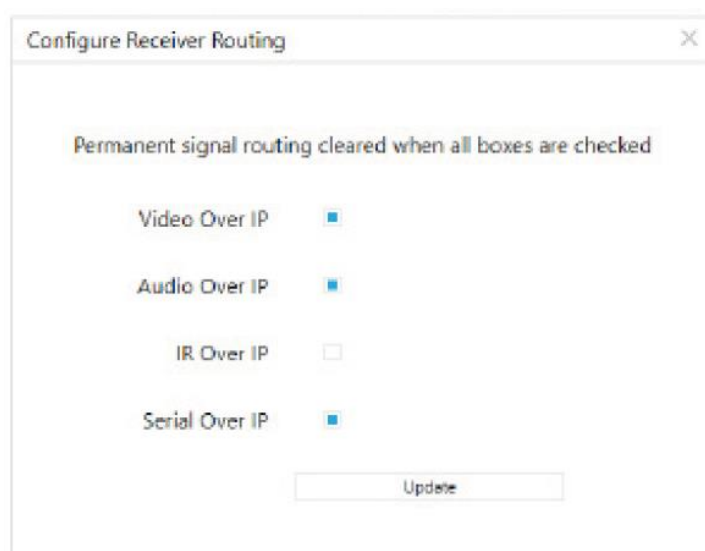 Configure Receiver Routing
Permanent signal routing cleared when all boxes are checked
Video Over IP
Audio Over IP
IR Over IP
Serial Over IP
Update